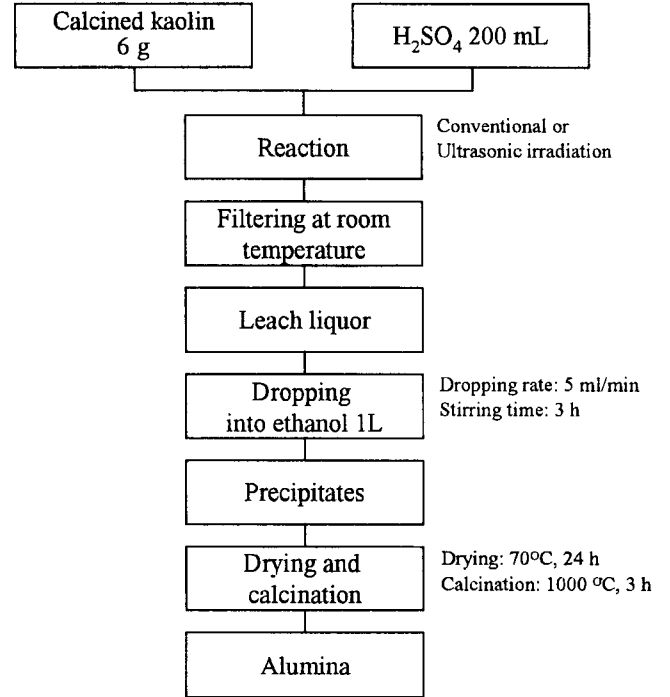 Calcined kaolin
6 g
H₂SO₄ 200 mL
Reaction
Conventional or
Ultrasonic irradiation
Filtering at room
temperature
Leach liquor
Dropping
into ethanol 1L
Dropping rate: 5 ml/min
Stirring time: 3 h
Precipitates
Drying and
calcination
Drying: 70°C, 24 h
Calcination: 1000 °C, 3 h
Alumina